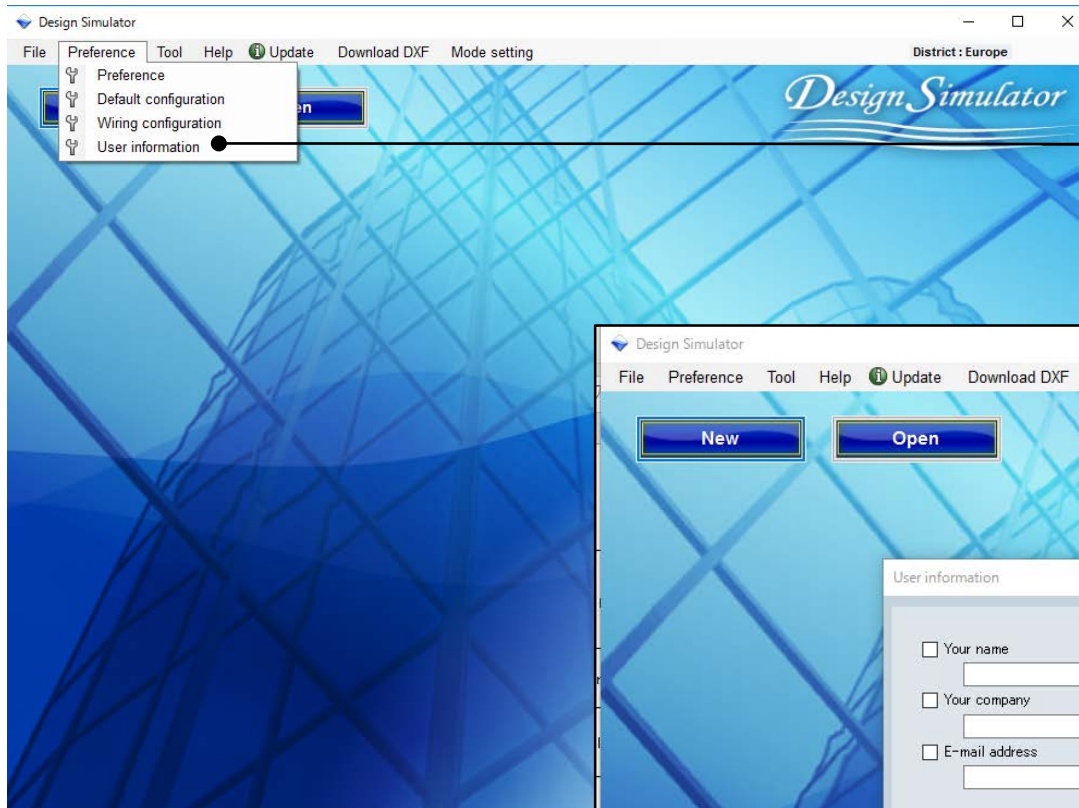 Design Simulator
File Preference Tool Help Update Download DXF Mode setting District : Europe
Preference
Default configuration
Wiring configuration
User information
en
Design Simulator
Design Simulator
File Preference Tool Help Update Download DXF
New Open
User information
Your name
Your company
E-mail address